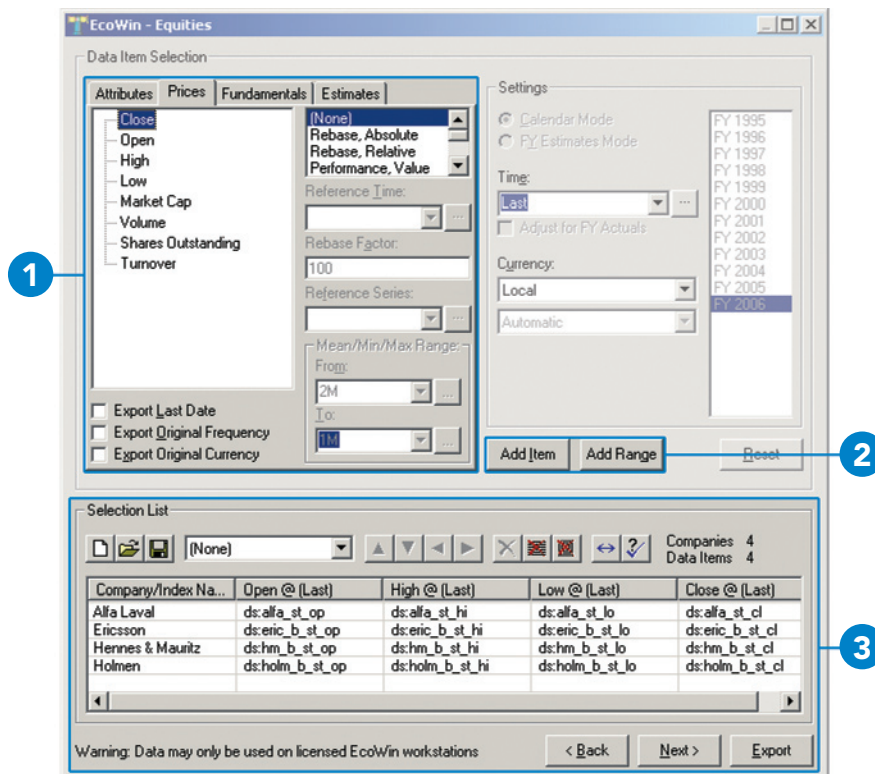 EcoWin - Equities
Data Item Selection
Attributes Prices Fundamentals Estimates
Close
Open
High
Low
Market Cap
Volume
Shares Outstanding
Turnover
(None)
Rebase, Absolute
Rebase, Relative
Performance, Value
Reference Time:
...
Rebase Factor:
100
Reference Series:
...
Mean/Min/Max Range:
From:
2M
...
To:
1M
...
Export Last Date
Export Original Frequency
Export Original Currency
1
Settings
Calendar Mode
FY Estimates Mode
Time:
Last
...
Adjust for FY Actuals
Currency:
Local
Automatic
FY 1995
FY 1996
FY 1997
FY 1998
FY 1999
FY 2000
FY 2001
FY 2002
FY 2003
FY 2004
FY 2005
FY 2006
Add Item Add Range Reset
2
Selection List
(None)
Companies 4
Data Items 4
Company/Index Na... Open @ (Last) High @ (Last) Low @ (Last) Close @ (Last)
Alfa Laval ds:alfa_st_op ds:alfa_st_hi ds:alfa_st_lo ds:alfa_st_cl
Ericsson ds:eric_b_st_op ds:eric_b_st_hi ds:eric_b_st_lo ds:eric_b_st_cl
Hennes & Mauritz ds:hm_b_st_op ds:hm_b_st_hi ds:hm_b_st_lo ds:hm_b_st_cl
Holmen ds:holm_b_st_op ds:holm_b_st_hi ds:holm_b_st_lo ds:holm_b_st_cl
3
Warning: Data may only be used on licensed EcoWin workstations
< Back Next > Export